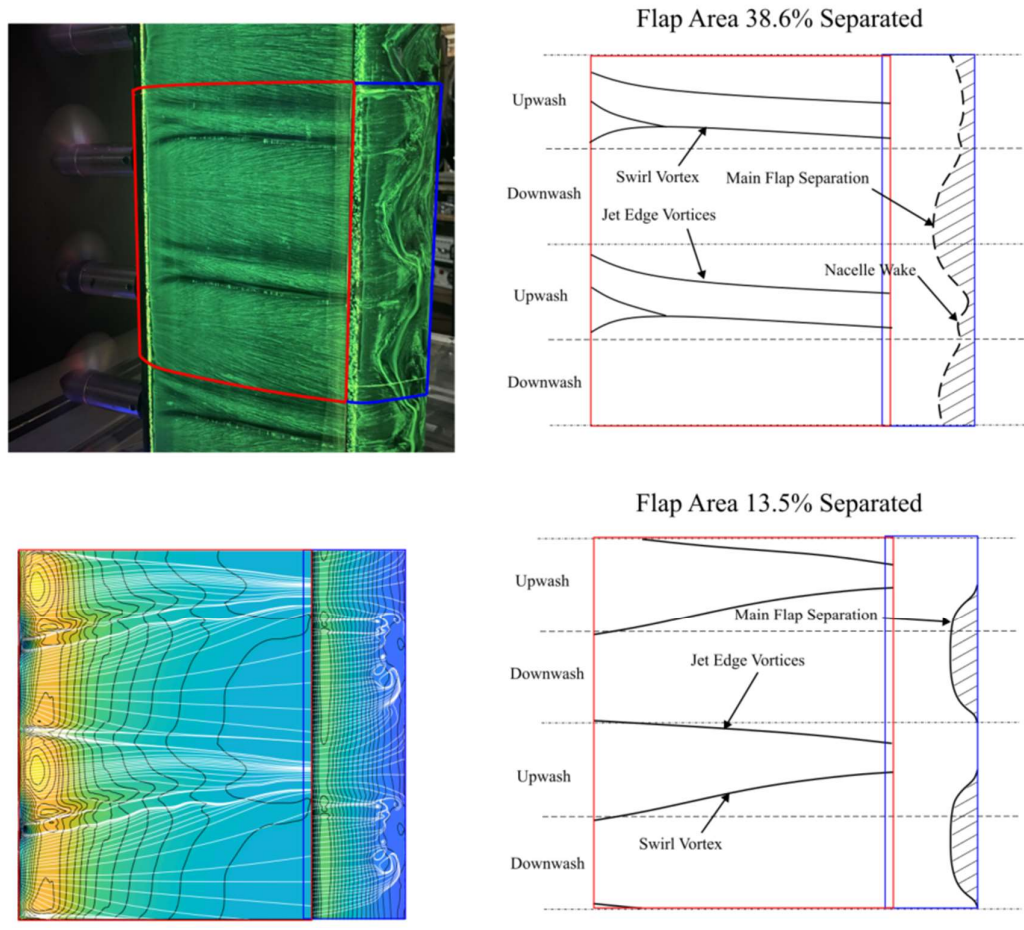 Flap Area 38.6% Separated
Upwash
Swirl Vortex
Main Flap Separation
Downwash
Jet Edge Vortices
Nacelle Wake
Upwash
Downwash
Flap Area 13.5% Separated
Upwash
Main Flap Separation
Downwash
Jet Edge Vortices
Upwash
Swirl Vortex
Downwash